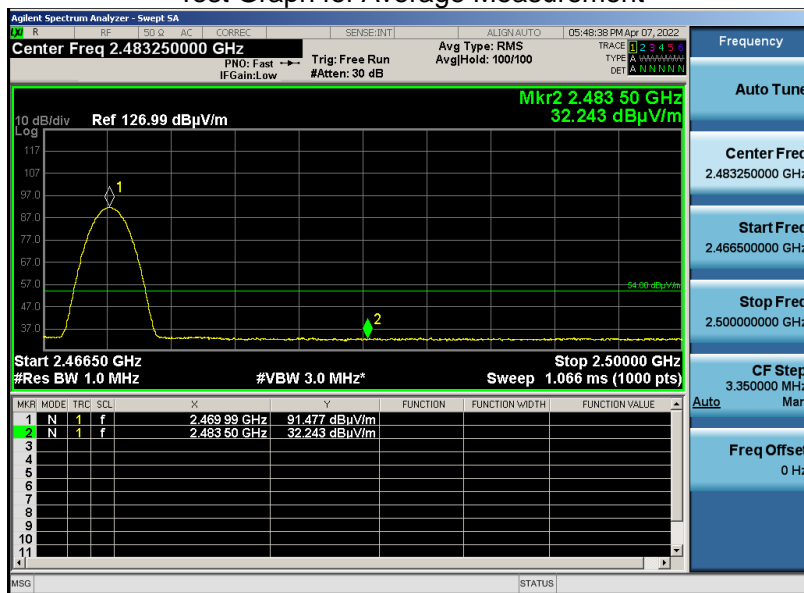 Test Graph for Average Measurement
Agilent Spectrum Analyzer - Swept SA
LXI R RF 50 Ω AC CORREC SENSE:INT ALIGN AUTO 05:48:38 PM Apr 07, 2022
Center Freq 2.483250000 GHz
PNO: Fast
IFGain:Low
Trig: Free Run
#Atten: 30 dB
Avg Type: RMS
Avg|Hold: 100/100
TRACE 1 2 3 4 5 6
TYPE A WWWWW
DET A N N N N N
Mkr2 2.483 50 GHz
32.243 dBµV/m
10 dB/div Ref 126.99 dBµV/m
Log
117
107
97.0
87.0
77.0
67.0
57.0
47.0
37.0
1
54.00 dBµV/m
2
Start 2.46650 GHz Stop 2.50000 GHz
#Res BW 1.0 MHz #VBW 3.0 MHz* Sweep 1.066 ms (1000 pts)
MKR MODE TRC SCL X Y FUNCTION FUNCTION WIDTH FUNCTION VALUE
1 N 1 f 2.469 99 GHz 91.477 dBµV/m
2 N 1 f 2.483 50 GHz 32.243 dBµV/m
3
4
5
6
7
8
9
10
11
MSG STATUS
Frequency
Auto Tune
Center Freq
2.483250000 GHz
Start Freq
2.466500000 GHz
Stop Freq
2.500000000 GHz
CF Step
3.350000 MHz
Auto Man
Freq Offset
0 Hz